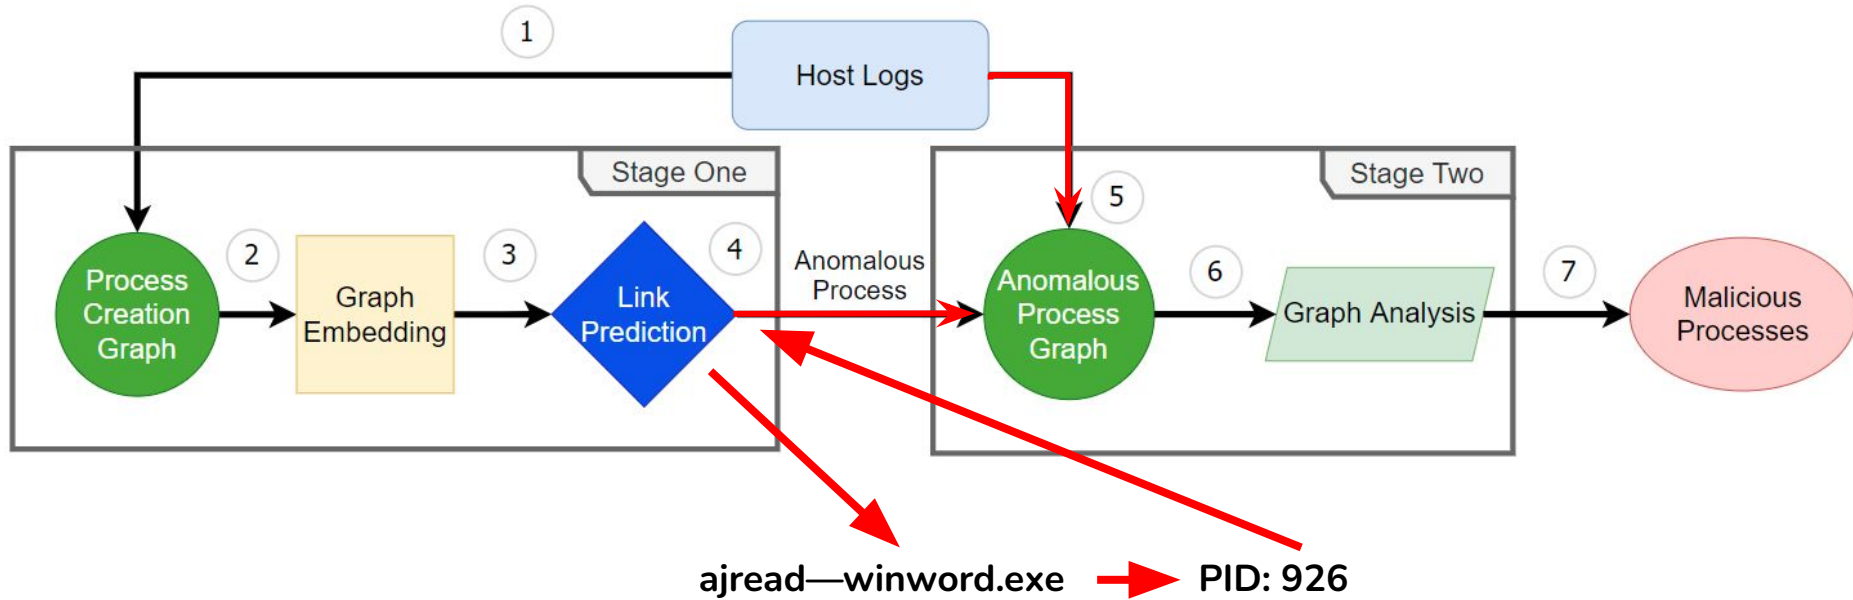 1
Host Logs
Stage One
Stage Two
Process
Creation
Graph
2
Graph
Embedding
3
Link
Prediction
4
Anomalous
Process
5
Anomalous
Process
Graph
6
Graph Analysis
7
Malicious
Processes
ajread—winword.exe
PID: 926